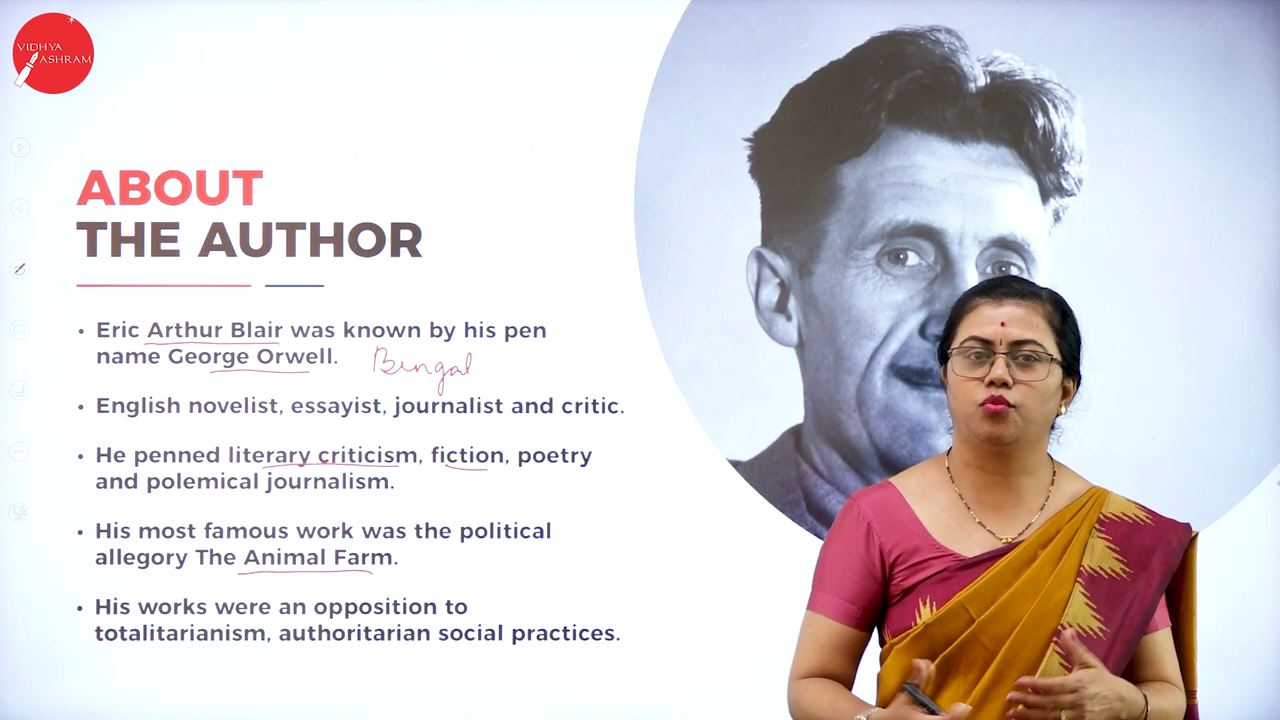 VIDHYA
ASHRAM
ABOUT
THE AUTHOR
• Eric Arthur Blair was known by his pen
name George Orwell.
Bengal
• English novelist, essayist, journalist and critic.
• He penned literary criticism, fiction, poetry
and polemical journalism.
• His most famous work was the political
allegory The Animal Farm.
• His works were an opposition to
totalitarianism, authoritarian social practices.